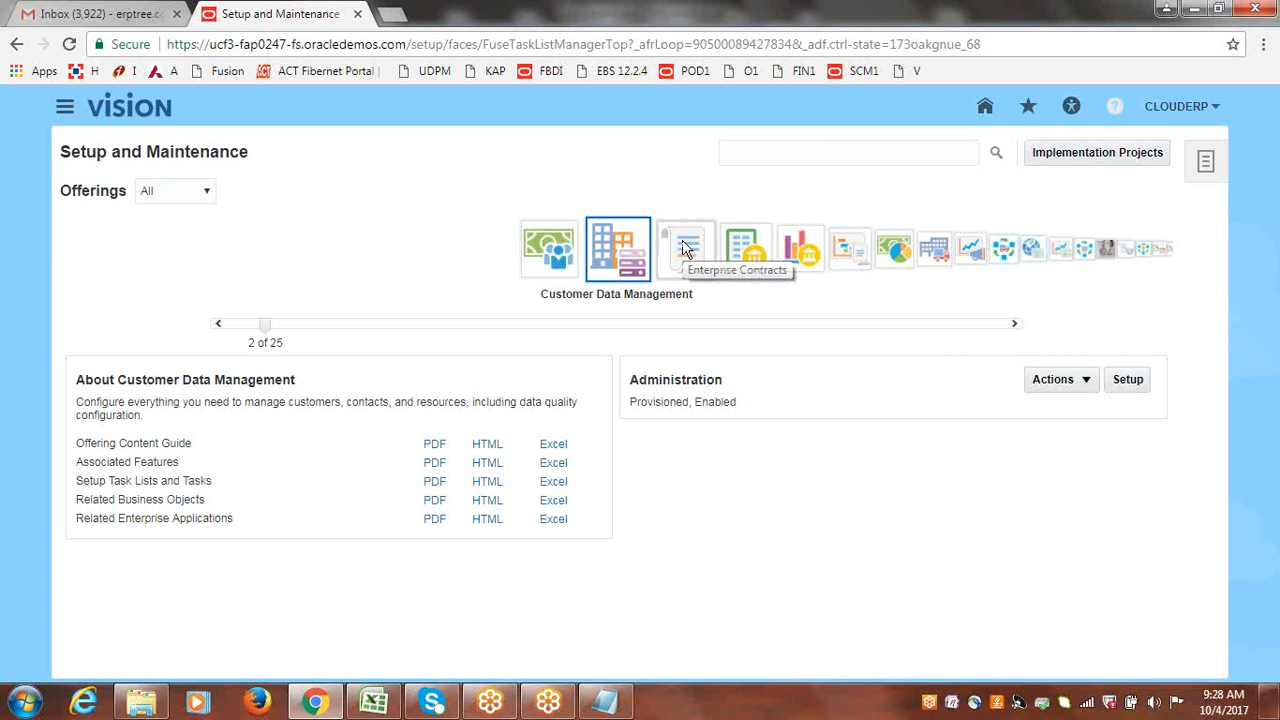 Inbox (3,922) - erptree.c
Setup and Maintenance
Secure
https://ucf3-fap0247-fs.oracledemos.com/setup/faces/FuseTaskListManagerTop?_afrLoop=90500089427834&_adf.ctrl-state=173oakgnue_68
Apps H I A Fusion ACT Fibernet Portal UDPM KAP FBDI EBS 12.2.4 POD1 O1 FIN1 SCM1 V
VISION
CLOUDERP
Setup and Maintenance
Implementation Projects
Offerings All
Enterprise Contracts
Customer Data Management
2 of 25
About Customer Data Management
Configure everything you need to manage customers, contacts, and resources, including data quality
configuration.
Offering Content Guide PDF HTML Excel
Associated Features PDF HTML Excel
Setup Task Lists and Tasks PDF HTML Excel
Related Business Objects PDF HTML Excel
Related Enterprise Applications PDF HTML Excel
Administration
Actions Setup
Provisioned, Enabled
9:28 AM
10/4/2017